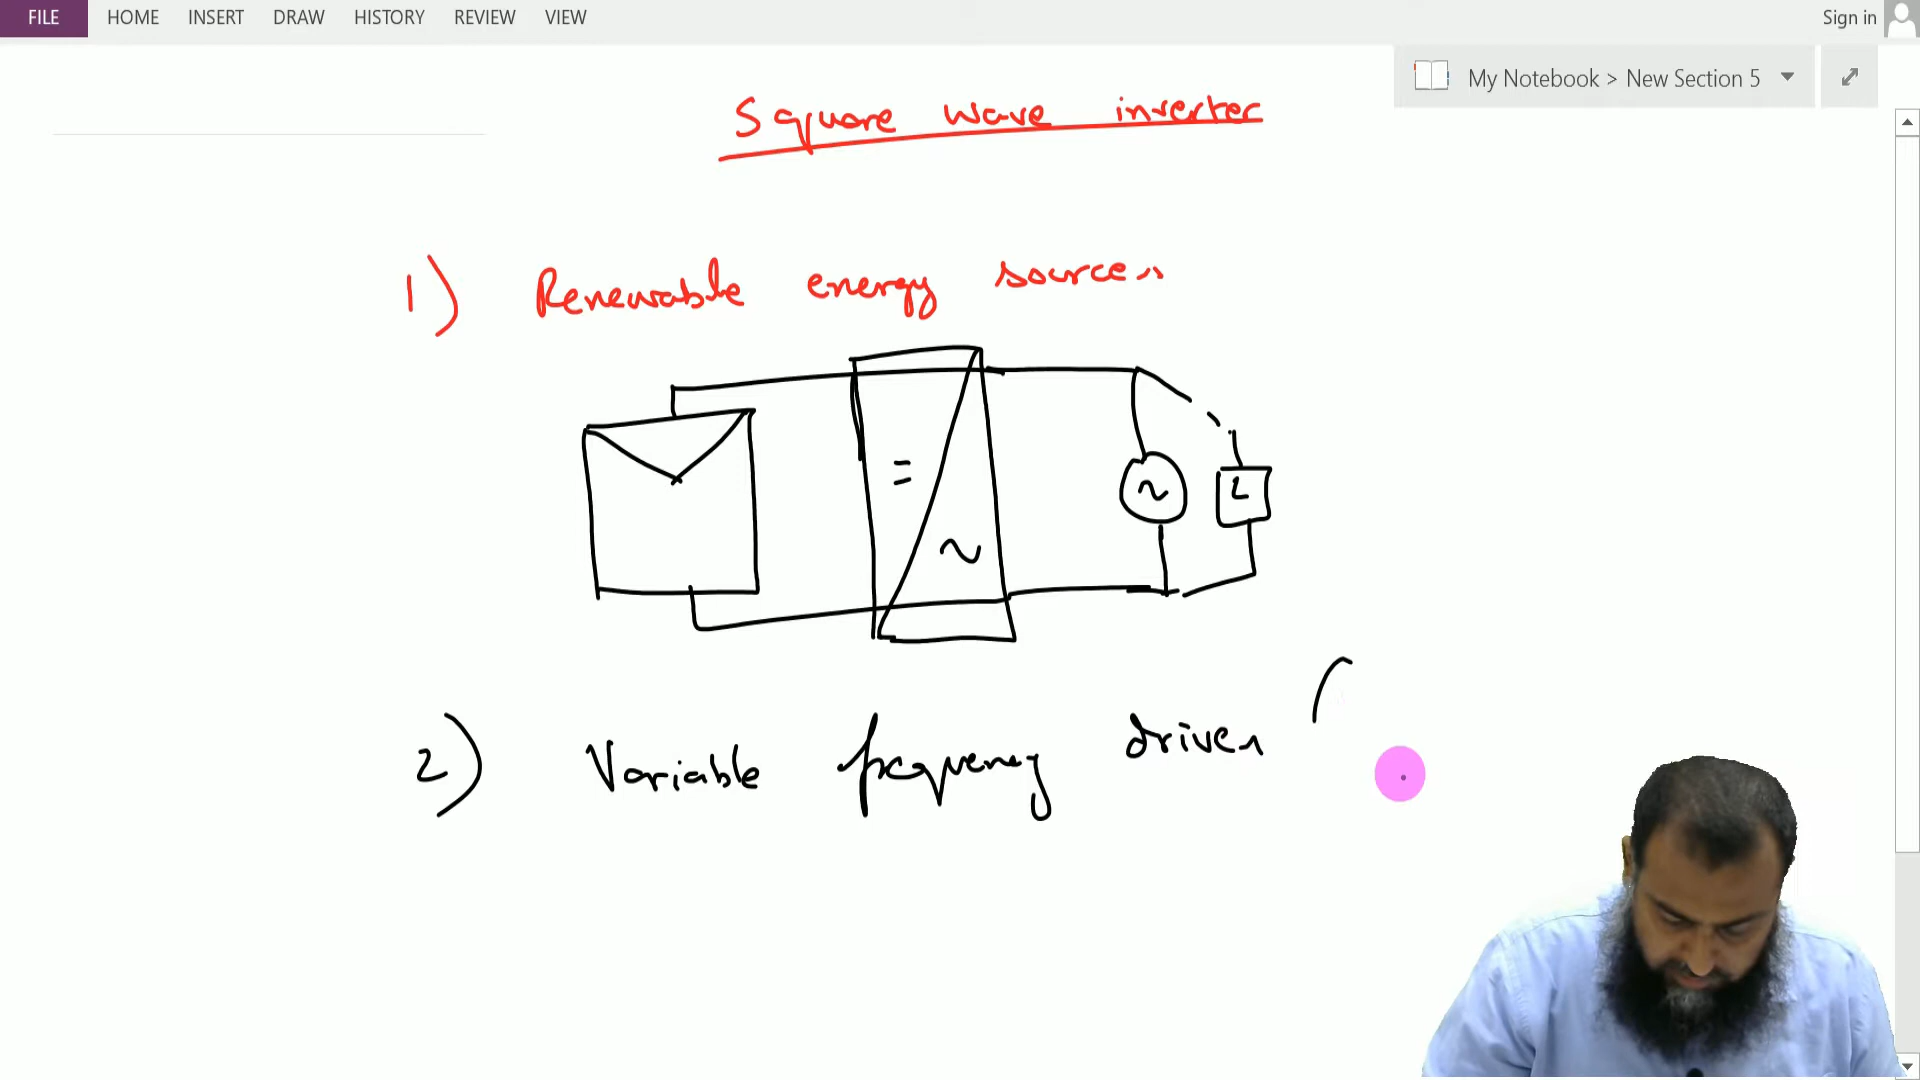 FILE HOME INSERT DRAW HISTORY REVIEW VIEW Sign in
My Notebook > New Section 5
Square wave inverter
1) Renewable energy sources
=
~
~
L
2) Variable frequency drives (